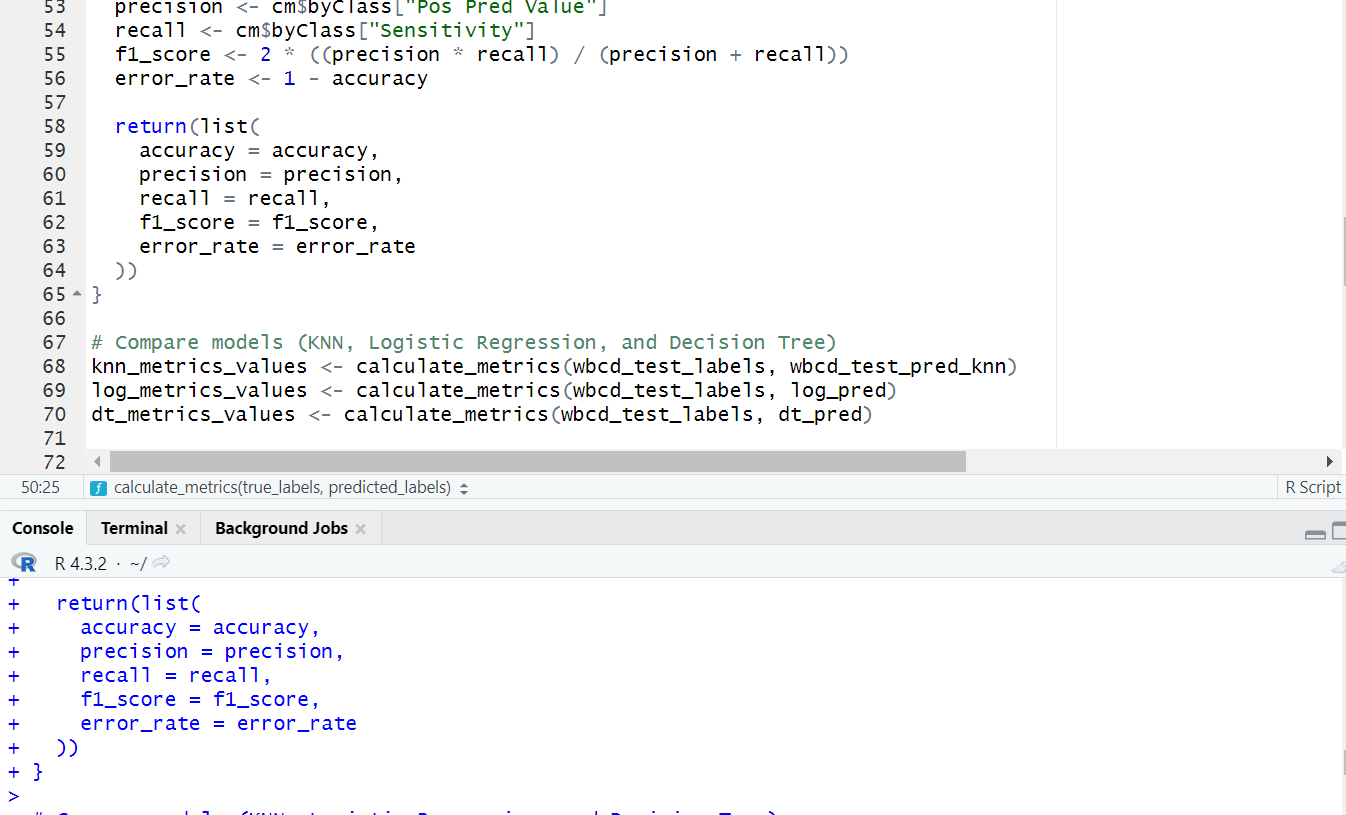 53 precision <- cm$byClass["Pos Pred Value"]
54 recall <- cm$byClass["Sensitivity"]
55 f1_score <- 2 * ((precision * recall) / (precision + recall))
56 error_rate <- 1 - accuracy
57
58 return(list(
59 accuracy = accuracy,
60 precision = precision,
61 recall = recall,
62 f1_score = f1_score,
63 error_rate = error_rate
64 ))
65 }
66
67 # Compare models (KNN, Logistic Regression, and Decision Tree)
68 knn_metrics_values <- calculate_metrics(wbcd_test_labels, wbcd_test_pred_knn)
69 log_metrics_values <- calculate_metrics(wbcd_test_labels, log_pred)
70 dt_metrics_values <- calculate_metrics(wbcd_test_labels, dt_pred)
71
72
50:25 f calculate_metrics(true_labels, predicted_labels) R Script
Console Terminal Background Jobs
R R 4.3.2 · ~/
+
+ return(list(
+ accuracy = accuracy,
+ precision = precision,
+ recall = recall,
+ f1_score = f1_score,
+ error_rate = error_rate
+ ))
+ }
>